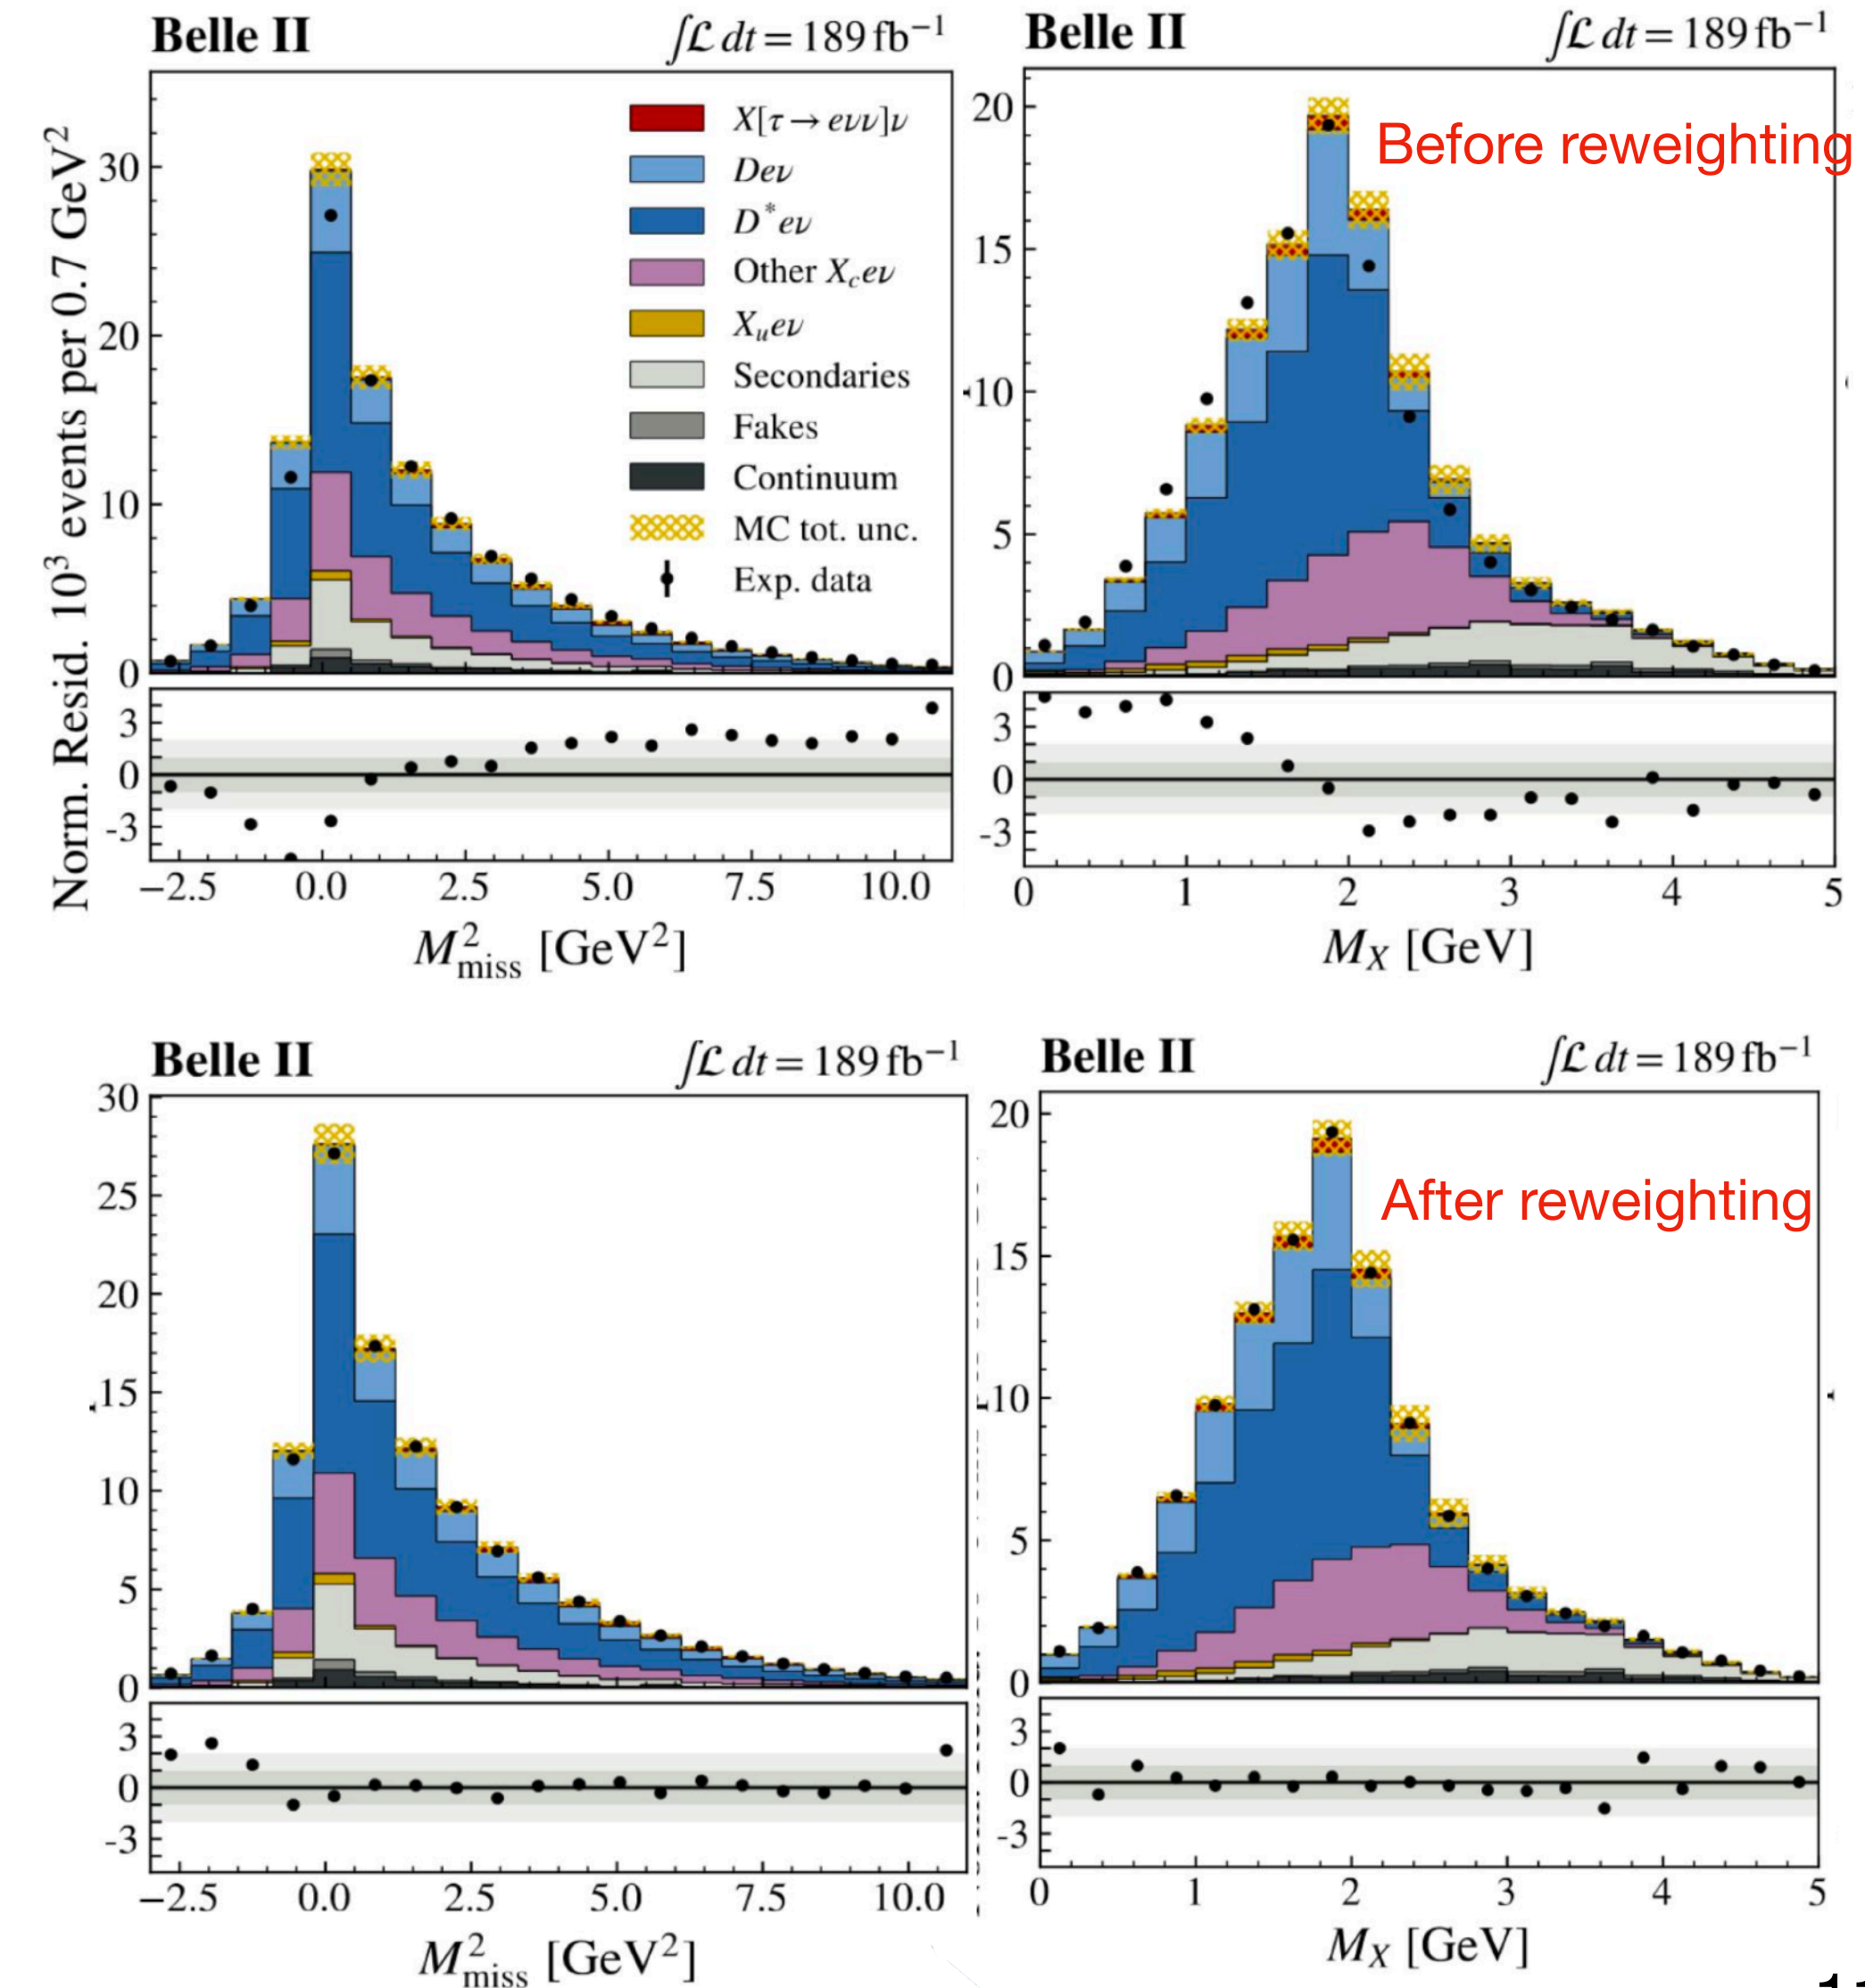 Belle II
∫ℒ dt = 189 fb⁻¹
Norm. Resid. 10³ events per 0.7 GeV²
30
20
10
0
X[τ → eνν]ν
Deν
D*eν
Other X_c eν
X_u eν
Secondaries
Fakes
Continuum
MC tot. unc.
Exp. data
3
0
-3
−2.5 0.0 2.5 5.0 7.5 10.0
M²_miss [GeV²]
Belle II
∫ℒ dt = 189 fb⁻¹
Before reweighting
20
15
10
5
0
3
0
-3
0 1 2 3 4 5
M_X [GeV]
Belle II
∫ℒ dt = 189 fb⁻¹
30
25
20
15
10
5
0
3
0
-3
−2.5 0.0 2.5 5.0 7.5 10.0
M²_miss [GeV²]
Belle II
∫ℒ dt = 189 fb⁻¹
After reweighting
20
15
10
5
0
3
0
-3
0 1 2 3 4 5
M_X [GeV]